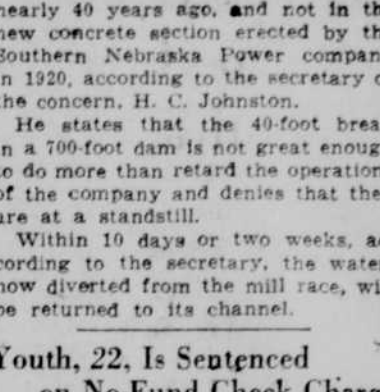 nearly 40 years ago, and not in th
new concrete section erected by th
Southern Nebraska Power compan
in 1920, according to the secretary o
the concern, H. C. Johnston.
He states that the 40-foot brea
in a 700-foot dam is not great enoug
to do more than retard the operation
of the company and denies that the
are at a standstill.
Within 10 days or two weeks, ac
cording to the secretary, the wate
now diverted from the mill race, wi
be returned to its channel.
Youth, 22, Is Sentenced
on No Fund Check Charg